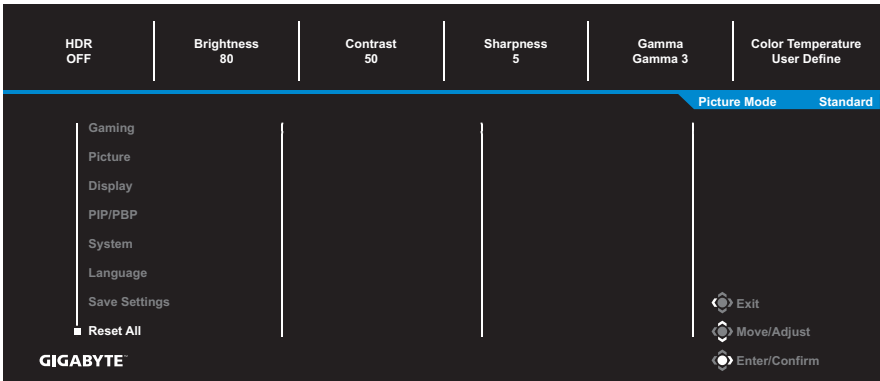 HDR Brightness Contrast Sharpness Gamma Color Temperature
OFF 80 50 5 Gamma 3 User Define
Picture Mode Standard
Gaming
Picture
Display
PIP/PBP
System
Language
Save Settings
Reset All
Exit
Move/Adjust
Enter/Confirm
GIGABYTE™